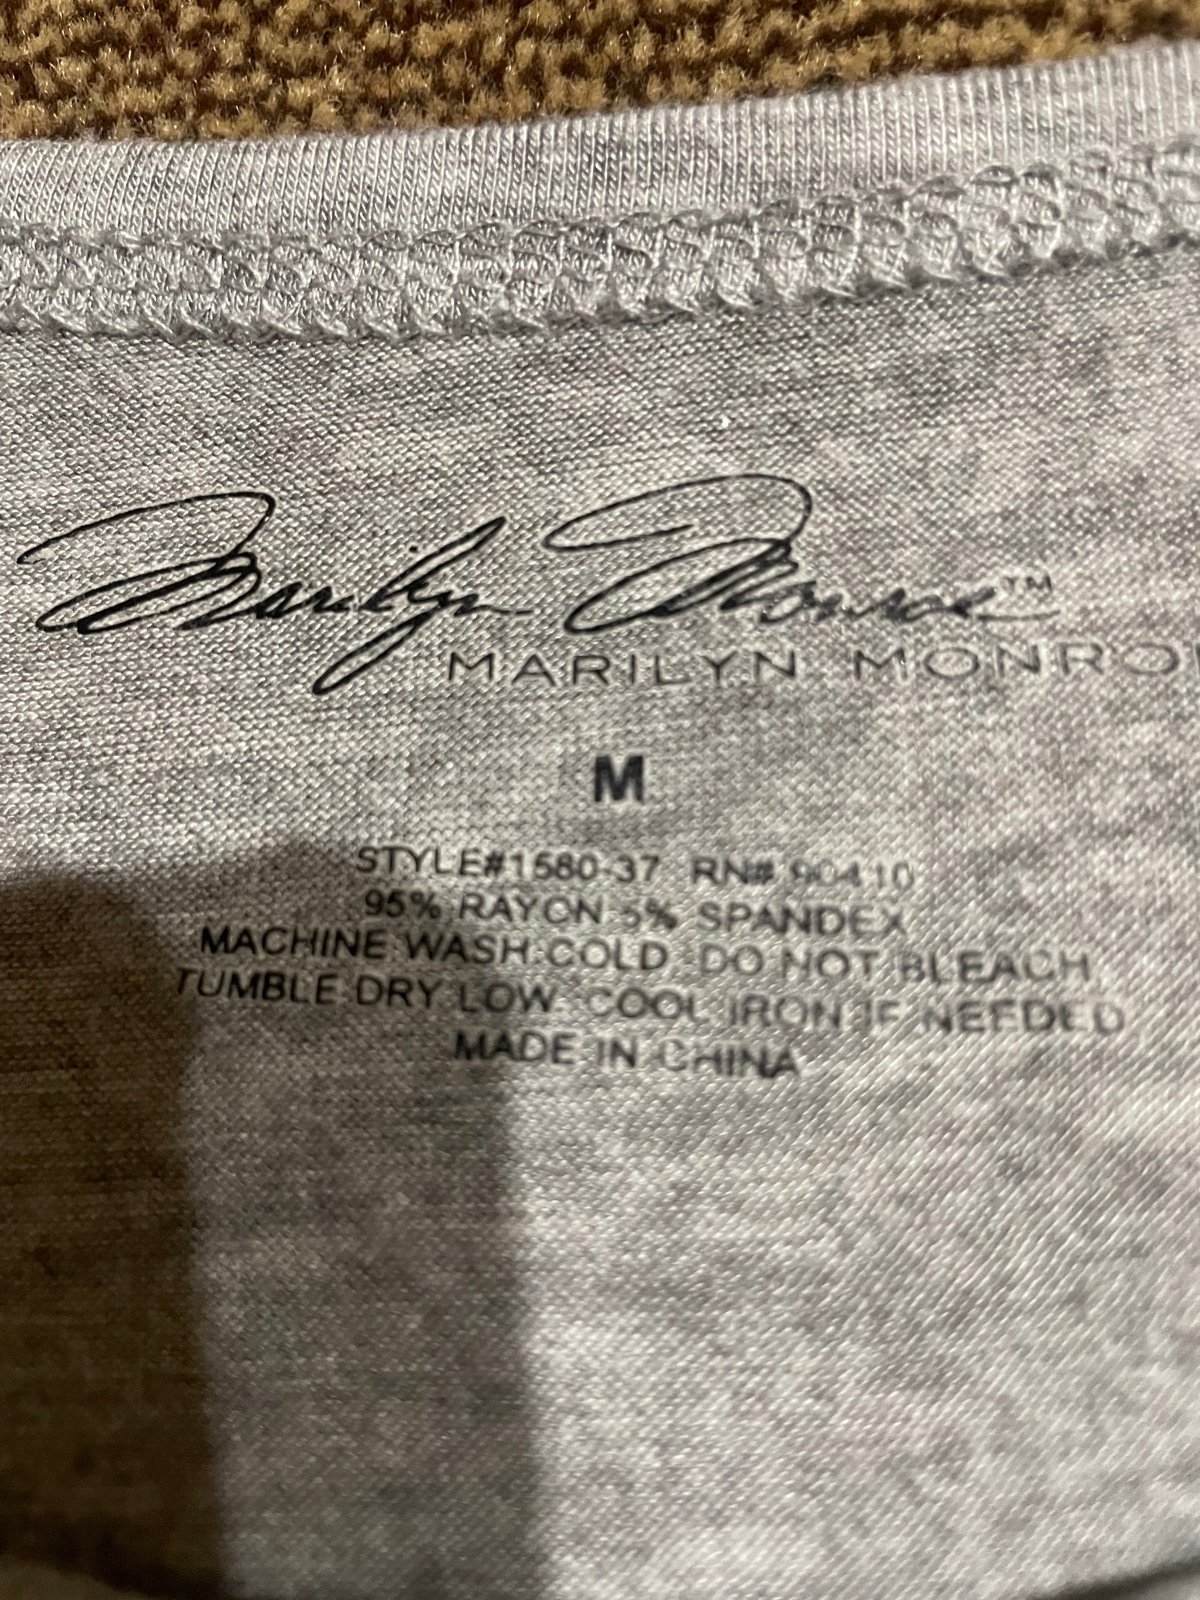 Marilyn Monroe™
MARILYN MONRO
M
STYLE#1580-37 RN# 90410
95% RAYON 5% SPANDEX
MACHINE WASH COLD DO NOT BLEACH
TUMBLE DRY LOW COOL IRON IF NEEDED
MADE IN CHINA